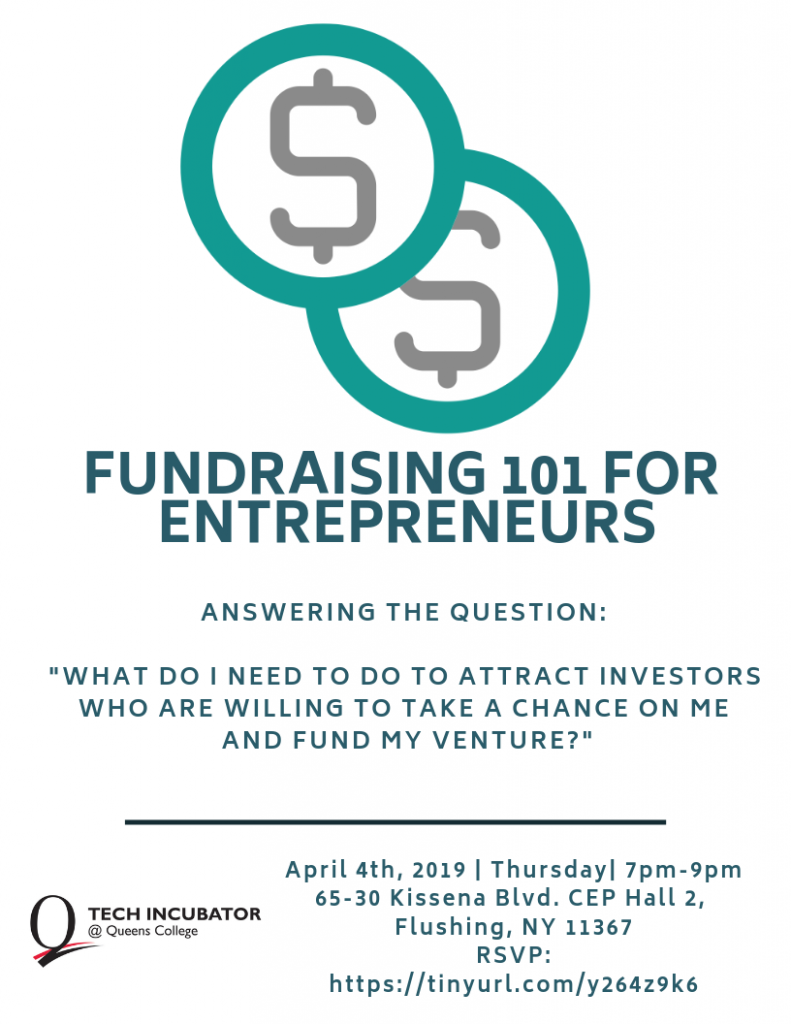 $
$
FUNDRAISING 101 FOR
ENTREPRENEURS
ANSWERING THE QUESTION:
"WHAT DO I NEED TO DO TO ATTRACT INVESTORS
WHO ARE WILLING TO TAKE A CHANCE ON ME
AND FUND MY VENTURE?"
Q
TECH INCUBATOR
@ Queens College
April 4th, 2019 | Thursday| 7pm-9pm
65-30 Kissena Blvd. CEP Hall 2,
Flushing, NY 11367
RSVP:
https://tinyurl.com/y264z9k6